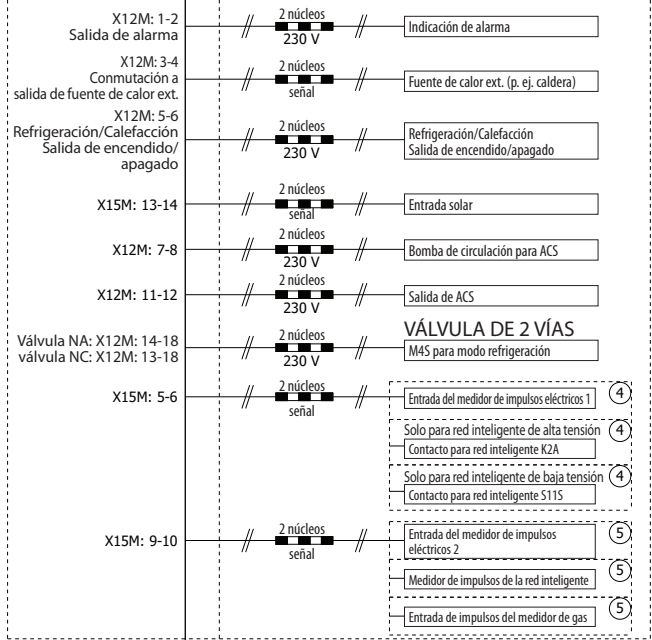 X12M: 1-2
Salida de alarma
2 núcleos
230 V
Indicación de alarma
X12M: 3-4
Conmutación a
salida de fuente de calor ext.
2 núcleos
señal
Fuente de calor ext. (p. ej. caldera)
X12M: 5-6
Refrigeración/Calefacción
Salida de encendido/
apagado
2 núcleos
230 V
Refrigeración/Calefacción
Salida de encendido/apagado
X15M: 13-14
2 núcleos
señal
Entrada solar
X12M: 7-8
2 núcleos
230 V
Bomba de circulación para ACS
X12M: 11-12
2 núcleos
230 V
Salida de ACS
Válvula NA: X12M: 14-18
válvula NC: X12M: 13-18
2 núcleos
230 V
VÁLVULA DE 2 VÍAS
M4S para modo refrigeración
X15M: 5-6
2 núcleos
señal
Entrada del medidor de impulsos eléctricos 1
4
Solo para red inteligente de alta tensión
4
Contacto para red inteligente K2A
Solo para red inteligente de baja tensión
4
Contacto para red inteligente S11S
X15M: 9-10
2 núcleos
señal
Entrada del medidor de impulsos
eléctricos 2
5
Medidor de impulsos de la red inteligente
5
Entrada de impulsos del medidor de gas
5